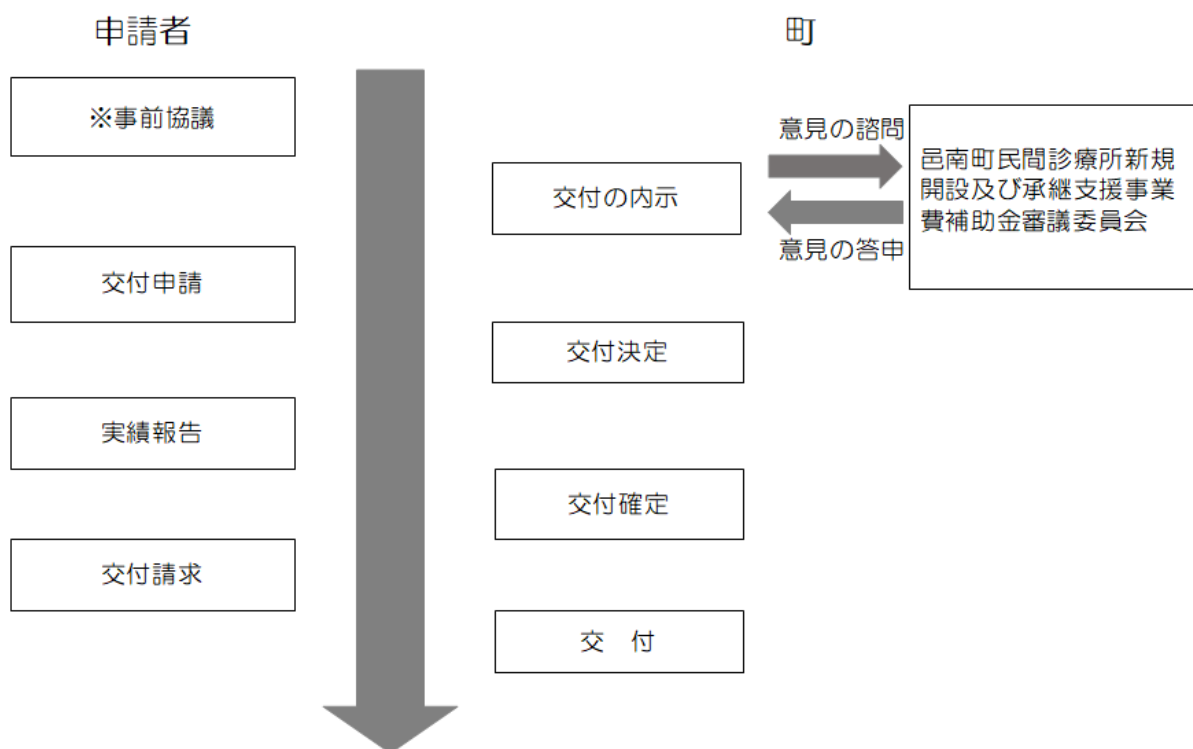 申請者
町
※事前協議
意見の諮問
邑南町民間診療所新規
開設及び承継支援事業
費補助金審議委員会
交付の内示
意見の答申
交付申請
交付決定
実績報告
交付確定
交付請求
交　付